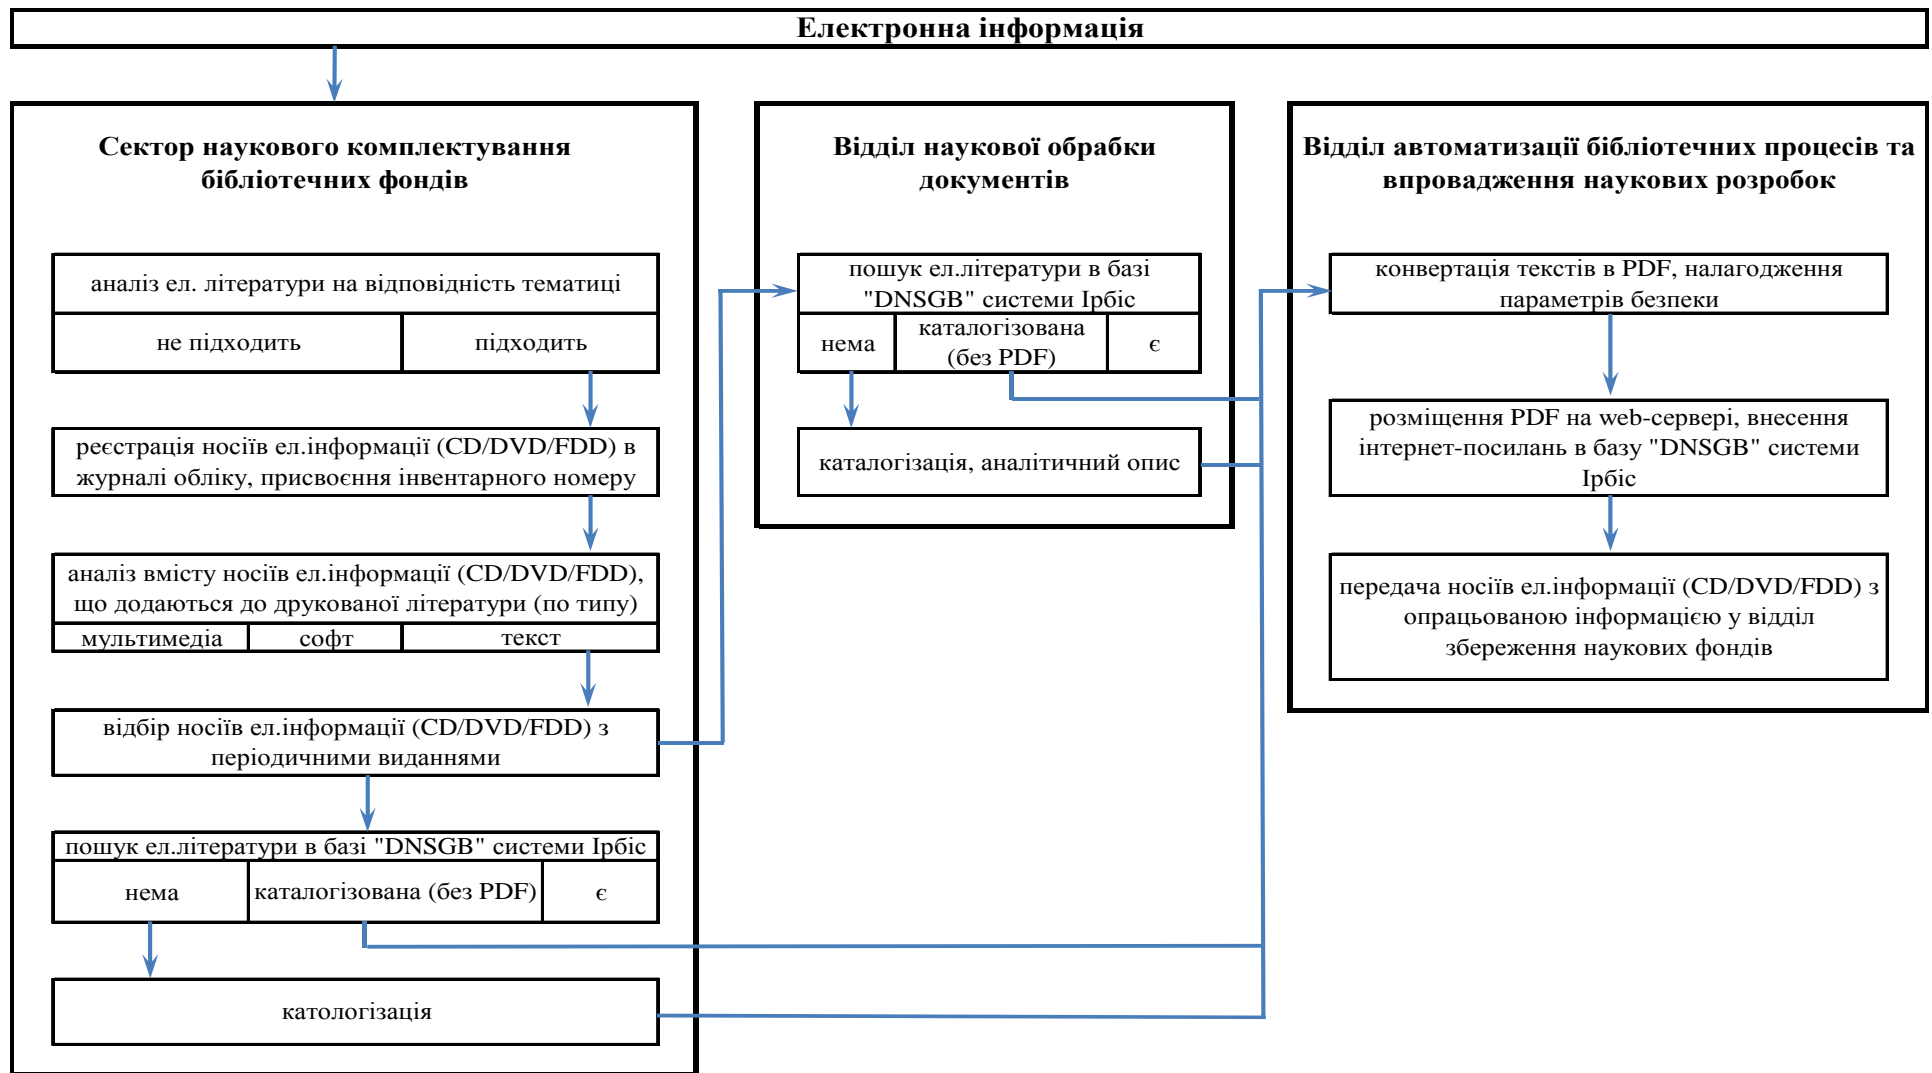 Електронна інформація
Сектор наукового комплектування
бібліотечних фондів
аналіз ел. літератури на відповідність тематиці
не підходить
підходить
реєстрація носіїв ел.інформації (CD/DVD/FDD) в
журналі обліку, присвоєння інвентарного номеру
аналіз вмісту носіїв ел.інформації (CD/DVD/FDD),
що додаються до друкованої літератури (по типу)
мультимедіа
софт
текст
відбір носіїв ел.інформації (CD/DVD/FDD) з
періодичними виданнями
пошук ел.літератури в базі "DNSGB" системи Ірбіс
нема
каталогізована (без PDF)
є
катологізація
Відділ наукової обрабки
документів
пошук ел.літератури в базі
"DNSGB" системи Ірбіс
нема
каталогізована
(без PDF)
є
каталогізація, аналітичний опис
Відділ автоматизації бібліотечних процесів та
впровадження наукових розробок
конвертація текстів в PDF, налагодження
параметрів безпеки
розміщення PDF на web-сервері, внесення
інтернет-посилань в базу "DNSGB" системи
Ірбіс
передача носіїв ел.інформації (CD/DVD/FDD) з
опрацьованою інформацією у відділ
збереження наукових фондів